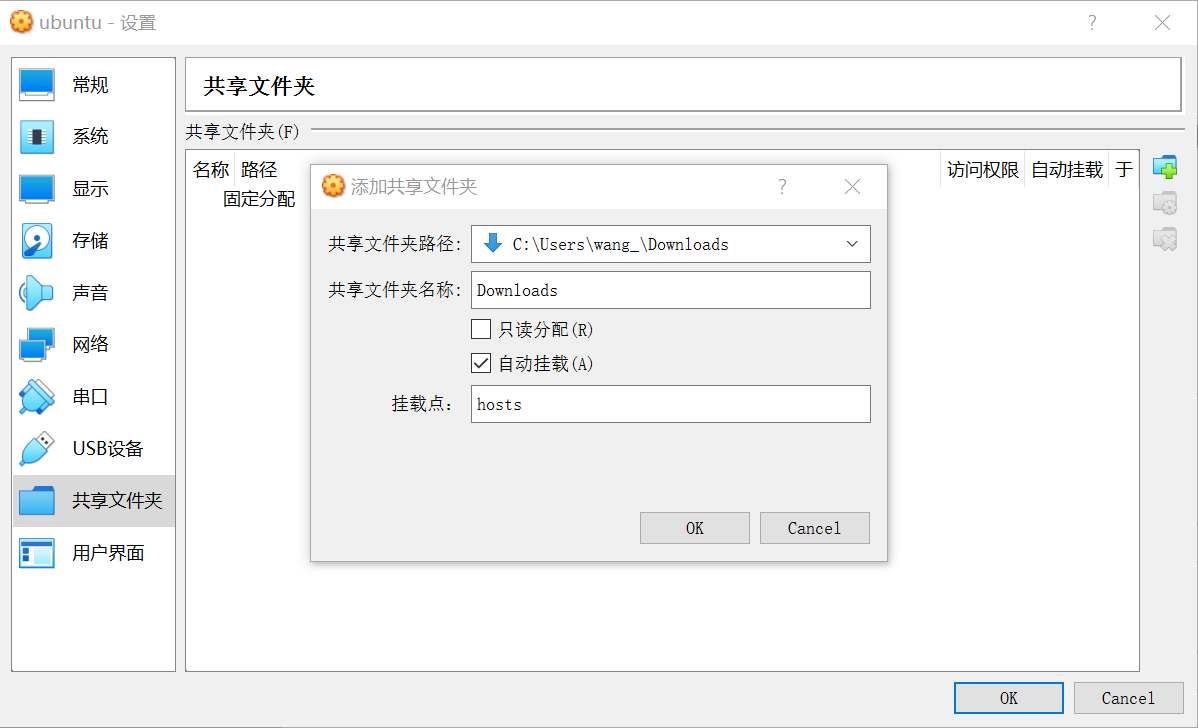 ubuntu - 设置
常规
系统
显示
存储
声音
网络
串口
USB设备
共享文件夹
用户界面
共享文件夹
共享文件夹(F)
名称 路径 访问权限 自动挂载 于
固定分配
添加共享文件夹
共享文件夹路径: C:\Users\wang_\Downloads
共享文件夹名称: Downloads
只读分配(R)
自动挂载(A)
挂载点: hosts
OK Cancel
OK Cancel